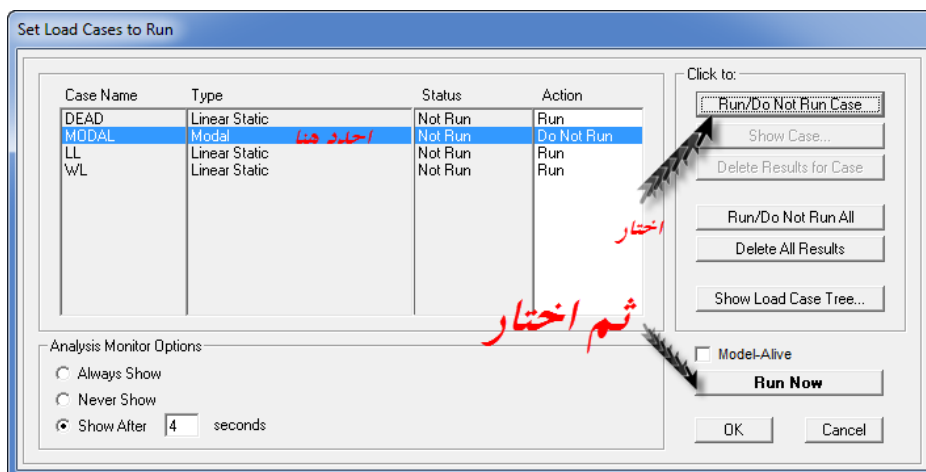 Set Load Cases to Run
Click to:
Case Name Type Status Action
DEAD Linear Static Not Run Run
MODAL Modal Not Run Do Not Run
احدد هنا
LL Linear Static Not Run Run
WL Linear Static Not Run Run
Run/Do Not Run Case
Show Case...
Delete Results for Case
اختار
Run/Do Not Run All
Delete All Results
Show Load Case Tree...
ثم اختار
Analysis Monitor Options
Always Show
Never Show
Show After 4 seconds
Model-Alive
Run Now
OK Cancel